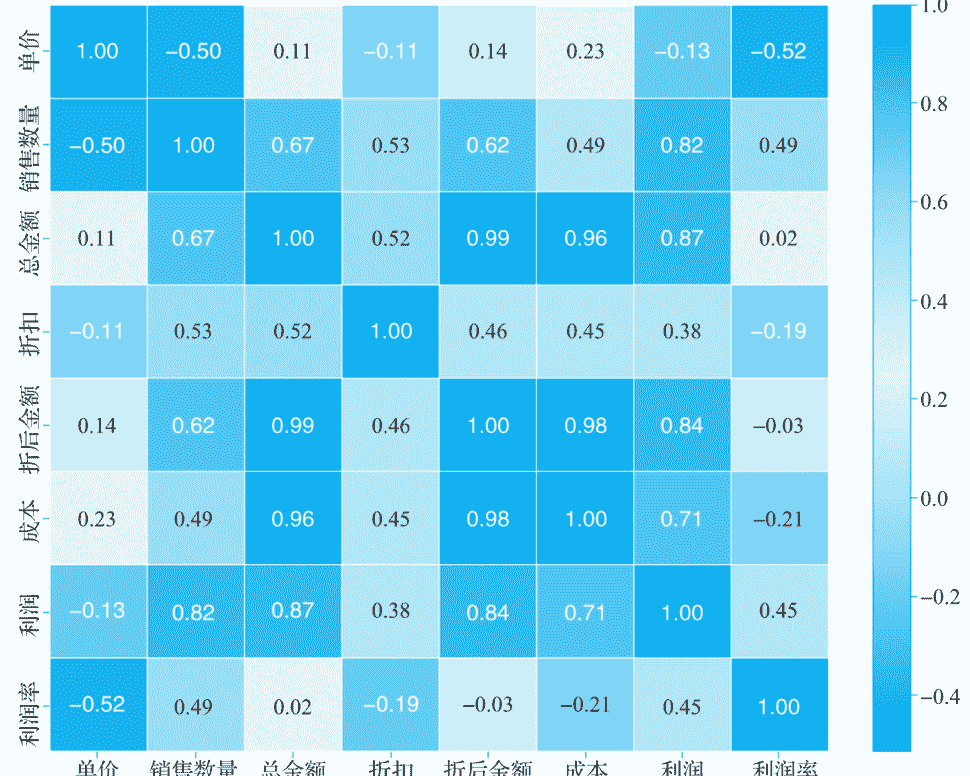 单价 1.00 −0.50 0.11 −0.11 0.14 0.23 −0.13 −0.52
销售数量 −0.50 1.00 0.67 0.53 0.62 0.49 0.82 0.49
总金额 0.11 0.67 1.00 0.52 0.99 0.96 0.87 0.02
折扣 −0.11 0.53 0.52 1.00 0.46 0.45 0.38 −0.19
折后金额 0.14 0.62 0.99 0.46 1.00 0.98 0.84 −0.03
成本 0.23 0.49 0.96 0.45 0.98 1.00 0.71 −0.21
利润 −0.13 0.82 0.87 0.38 0.84 0.71 1.00 0.45
利润率 −0.52 0.49 0.02 −0.19 −0.03 −0.21 0.45 1.00
单价 销售数量 总金额 折扣 折后金额 成本 利润 利润率
1.0
0.8
0.6
0.4
0.2
0.0
−0.2
−0.4